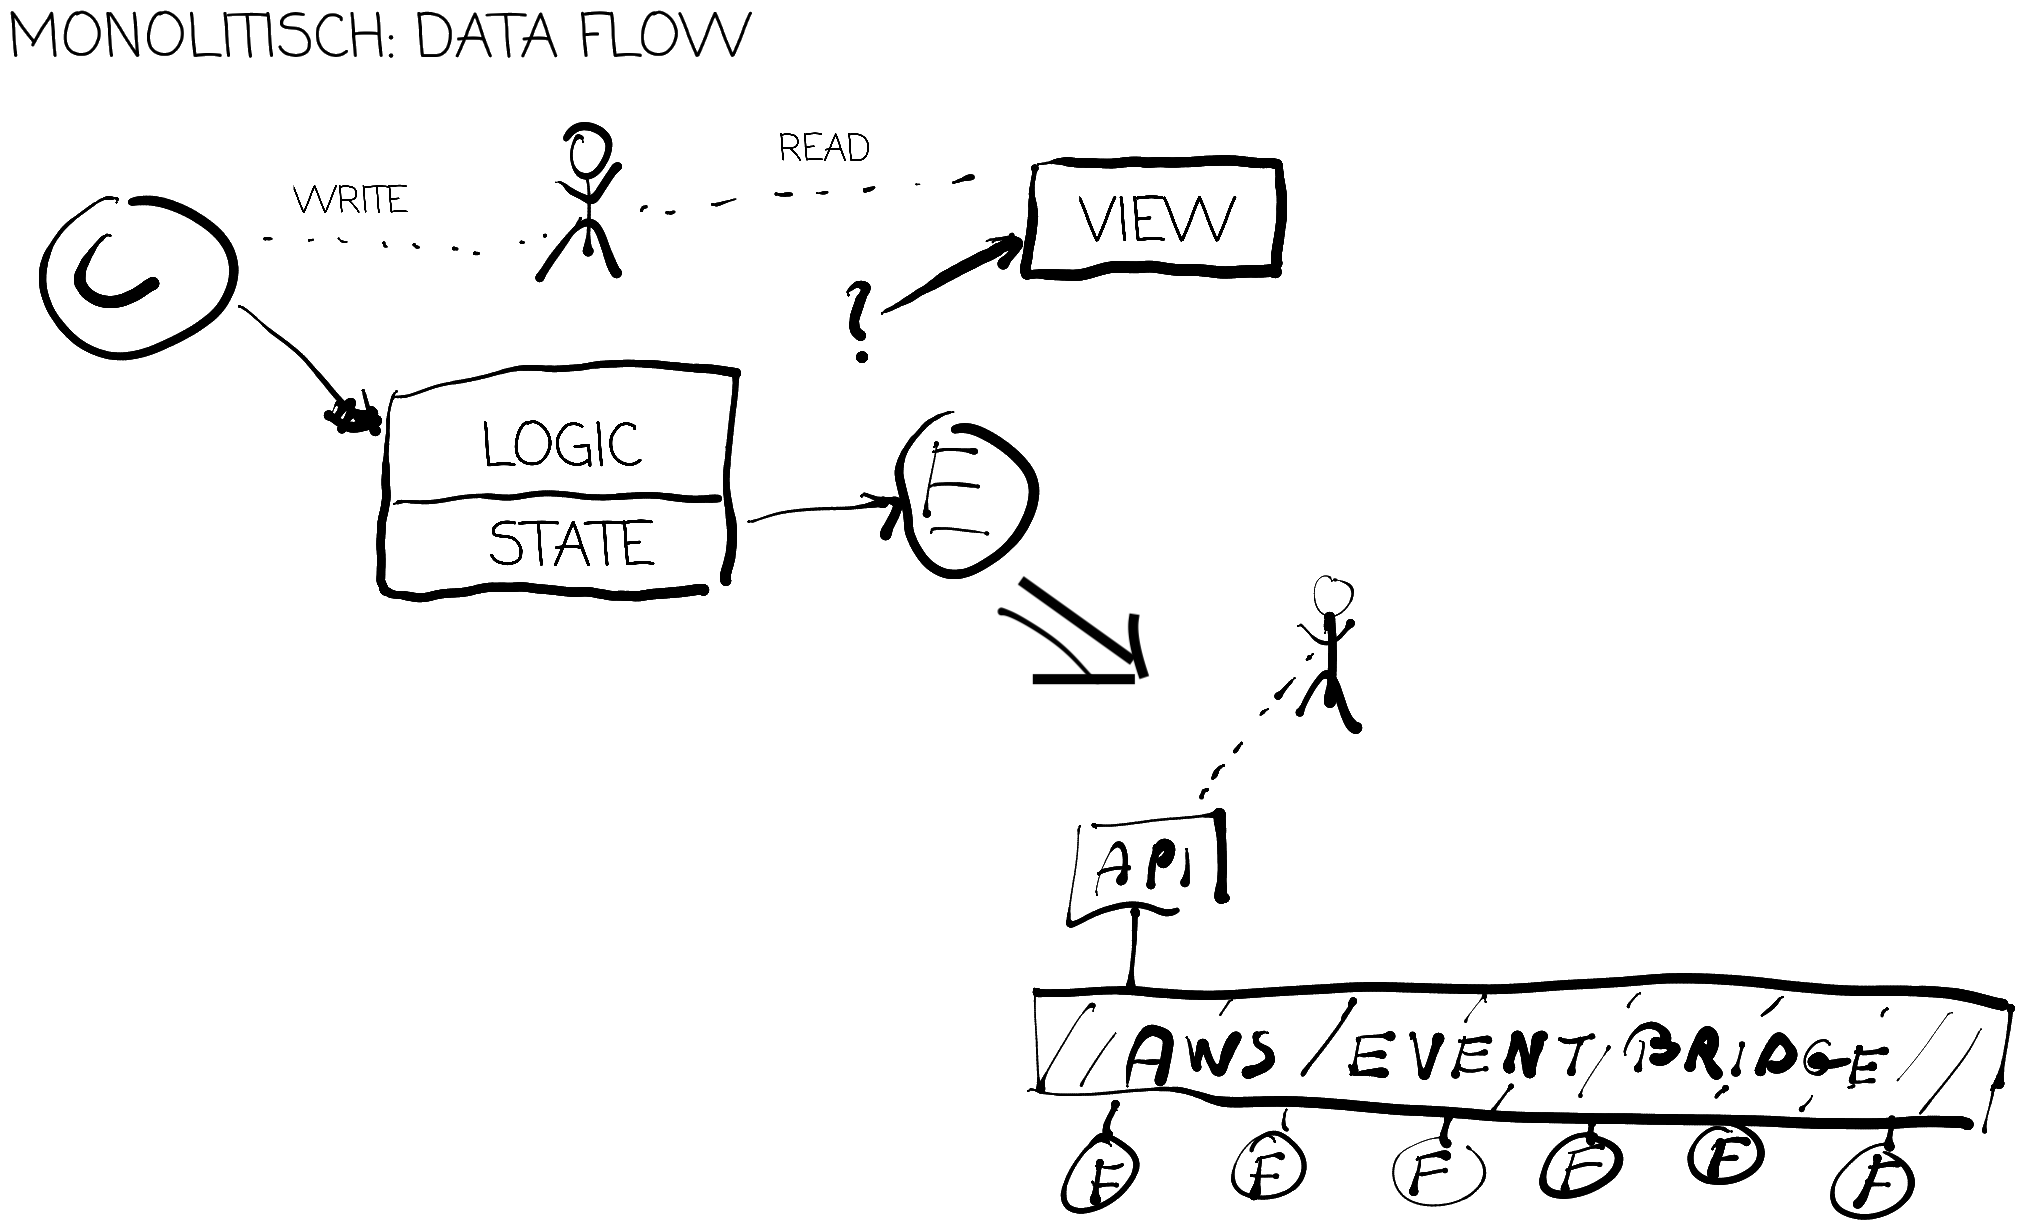 MONOLITISCH: DATA FLOW
READ
WRITE
VIEW
C
?
LOGIC
E
STATE
API
AWS / EVENT BRIDGE
E E F F F F